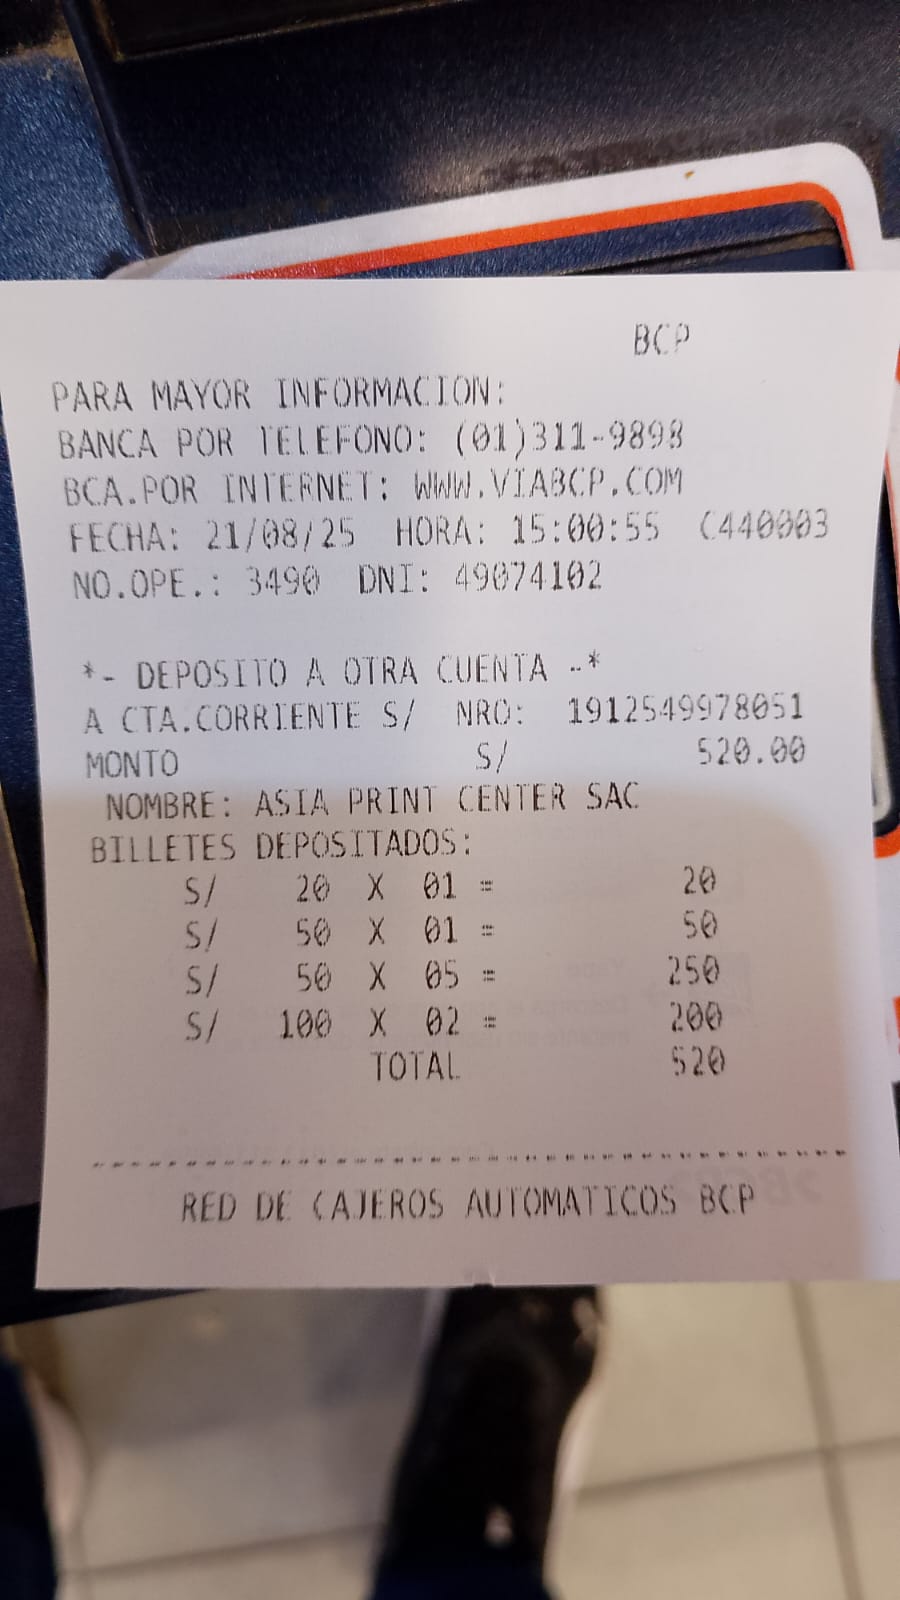 BCP
PARA MAYOR INFORMACION:
BANCA POR TELEFONO: (01)311-9898
BCA.POR INTERNET: WWW.VIABCP.COM
FECHA: 21/08/25 HORA: 15:00:55 C440003
NO.OPE.: 3490 DNI: 49074102
*- DEPOSITO A OTRA CUENTA -*
A CTA.CORRIENTE S/ NRO: 1912549978051
MONTO S/ 520.00
NOMBRE: ASIA PRINT CENTER SAC
BILLETES DEPOSITADOS:
S/ 20 X 01 = 20
S/ 50 X 01 = 50
S/ 50 X 05 = 250
S/ 100 X 02 = 200
TOTAL 520
RED DE CAJEROS AUTOMATICOS BCP